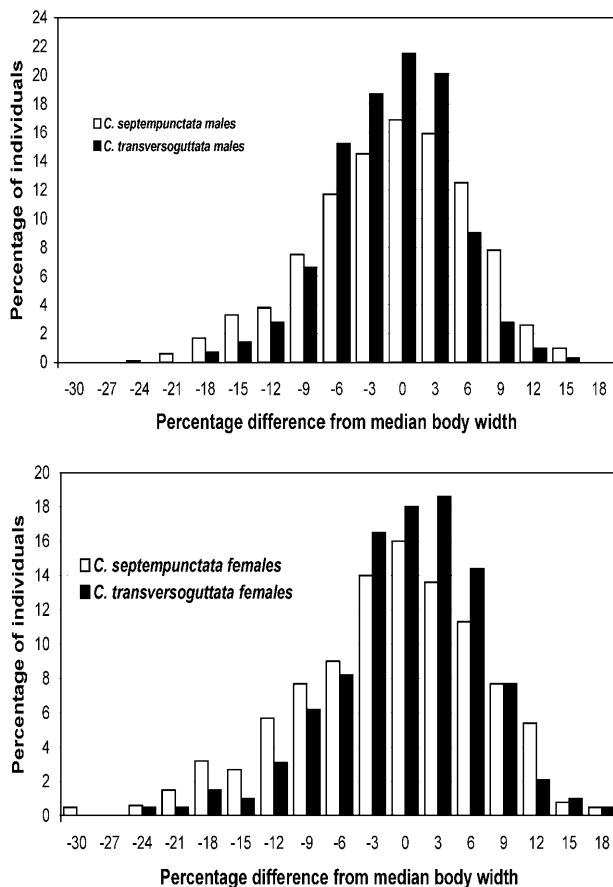 24
22
20
18
16
14
12
10
8
6
4
2
0
Percentage of individuals
C. septempunctata males
C. transversoguttata males
-30 -27 -24 -21 -18 -15 -12 -9 -6 -3 0 3 6 9 12 15 18
Percentage difference from median body width
20
18
16
14
12
10
8
6
4
2
0
Percentage of individuals
C. septempunctata females
C. transversoguttata females
-30 -27 -24 -21 -18 -15 -12 -9 -6 -3 0 3 6 9 12 15 18
Percentage difference from median body width